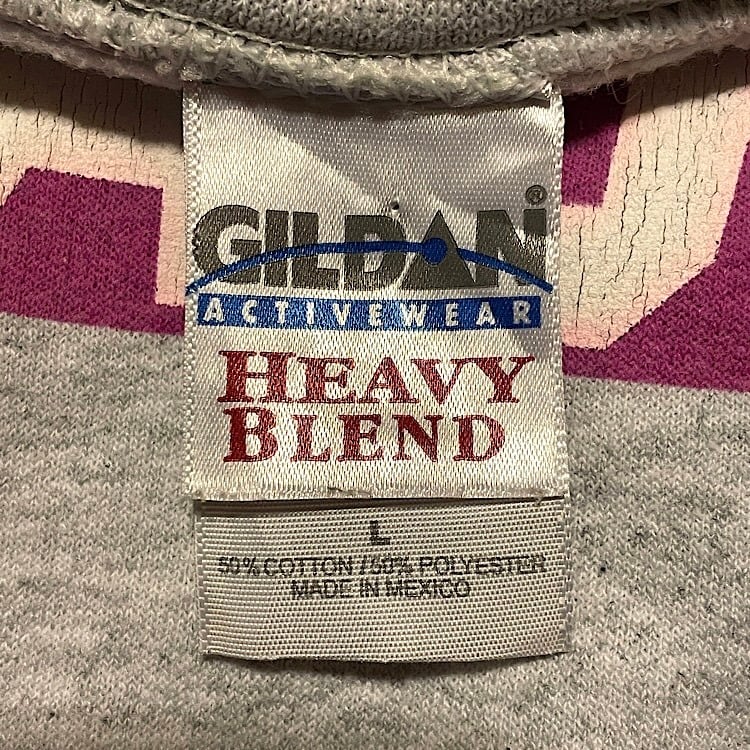 GILDAN®
ACTIVEWEAR
HEAVY
BLEND
L
50% COTTON / 50% POLYESTER
MADE IN MEXICO